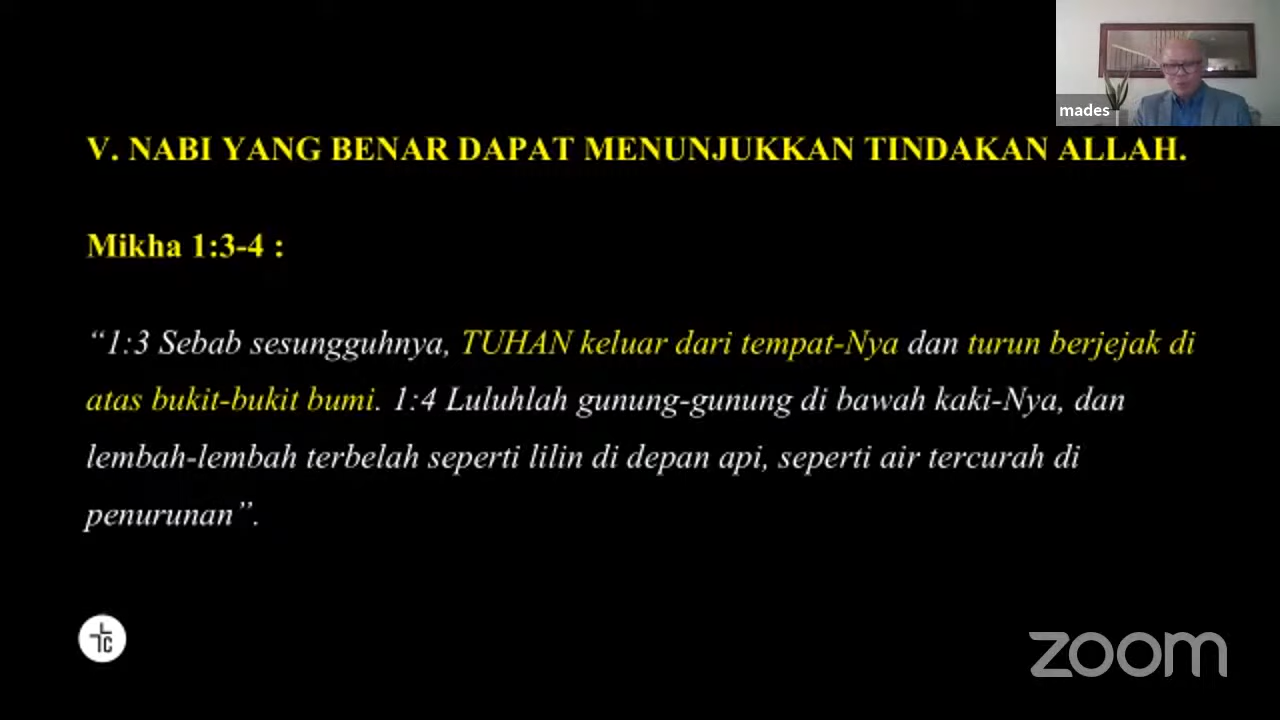 mades
V. NABI YANG BENAR DAPAT MENUNJUKKAN TINDAKAN ALLAH.
Mikha 1:3-4 :
“1:3 Sebab sesungguhnya, TUHAN keluar dari tempat-Nya dan turun berjejak di
atas bukit-bukit bumi. 1:4 Luluhlah gunung-gunung di bawah kaki-Nya, dan
lembah-lembah terbelah seperti lilin di depan api, seperti air tercurah di
penurunan”.
zoom